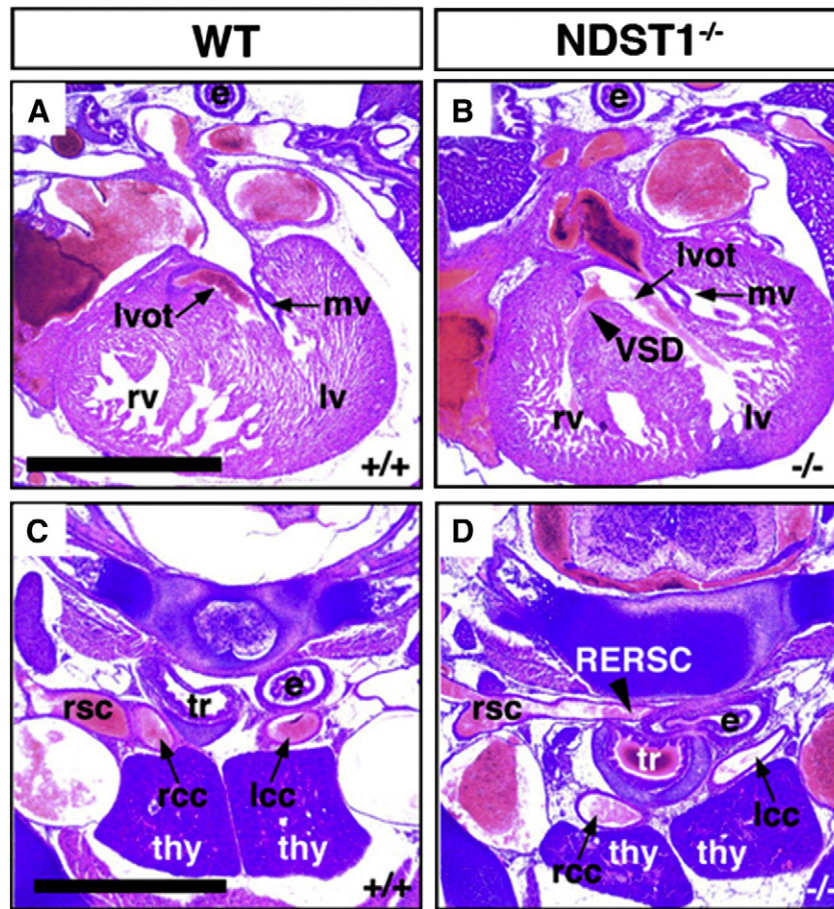 WT
NDST1-/-
A
e
lvot
mv
rv
lv
+/+
B
e
lvot
mv
VSD
rv
lv
-/-
C
rsc
tr
e
rcc
lcc
thy
thy
+/+
D
RERSC
rsc
e
tr
lcc
rcc
thy
thy
-/-